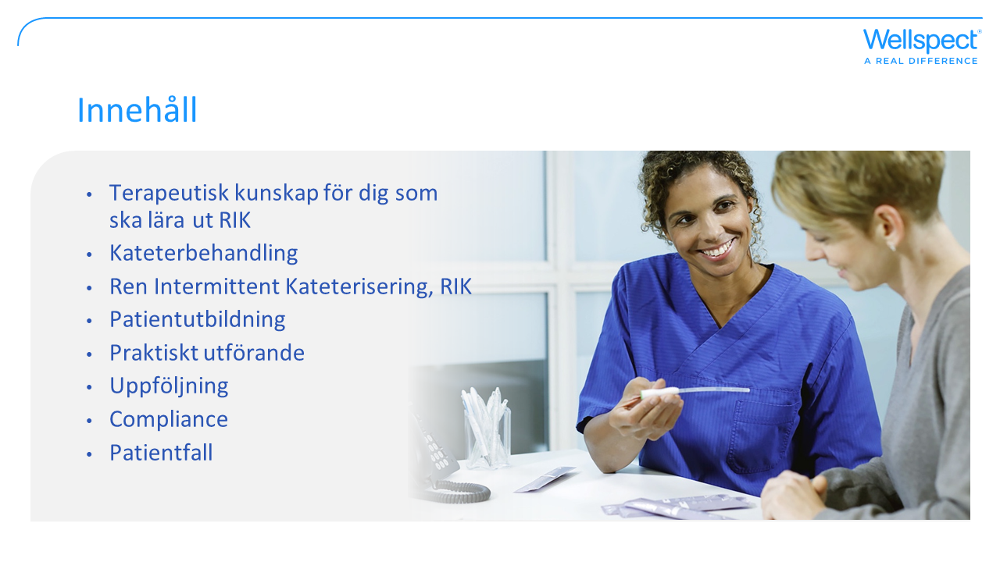 Wellspect®
A REAL DIFFERENCE
Innehåll
• Terapeutisk kunskap för dig som
ska lära ut RIK
• Kateterbehandling
• Ren Intermittent Kateterisering, RIK
• Patientutbildning
• Praktiskt utförande
• Uppföljning
• Compliance
• Patientfall